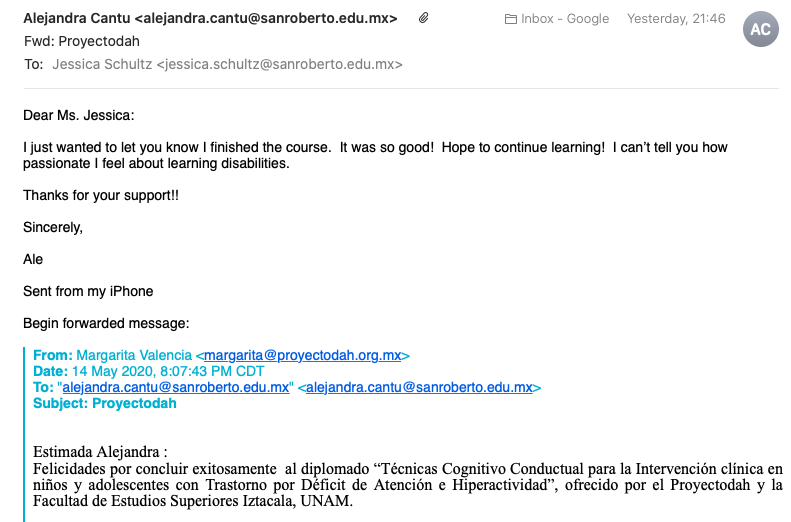 Alejandra Cantu <alejandra.cantu@sanroberto.edu.mx>
Inbox - Google Yesterday, 21:46
AC
Fwd: Proyectodah
To: Jessica Schultz <jessica.schultz@sanroberto.edu.mx>
Dear Ms. Jessica:
I just wanted to let you know I finished the course.  It was so good!  Hope to continue learning!  I can't tell you how
passionate I feel about learning disabilities.
Thanks for your support!!
Sincerely,
Ale
Sent from my iPhone
Begin forwarded message:
From: Margarita Valencia <margarita@proyectodah.org.mx>
Date: 14 May 2020, 8:07:43 PM CDT
To: "alejandra.cantu@sanroberto.edu.mx" <alejandra.cantu@sanroberto.edu.mx>
Subject: Proyectodah
Estimada Alejandra :
Felicidades por concluir exitosamente  al diplomado “Técnicas Cognitivo Conductual para la Intervención clínica en
niños y adolescentes con Trastorno por Déficit de Atención e Hiperactividad”, ofrecido por el Proyectodah y la
Facultad de Estudios Superiores Iztacala, UNAM.